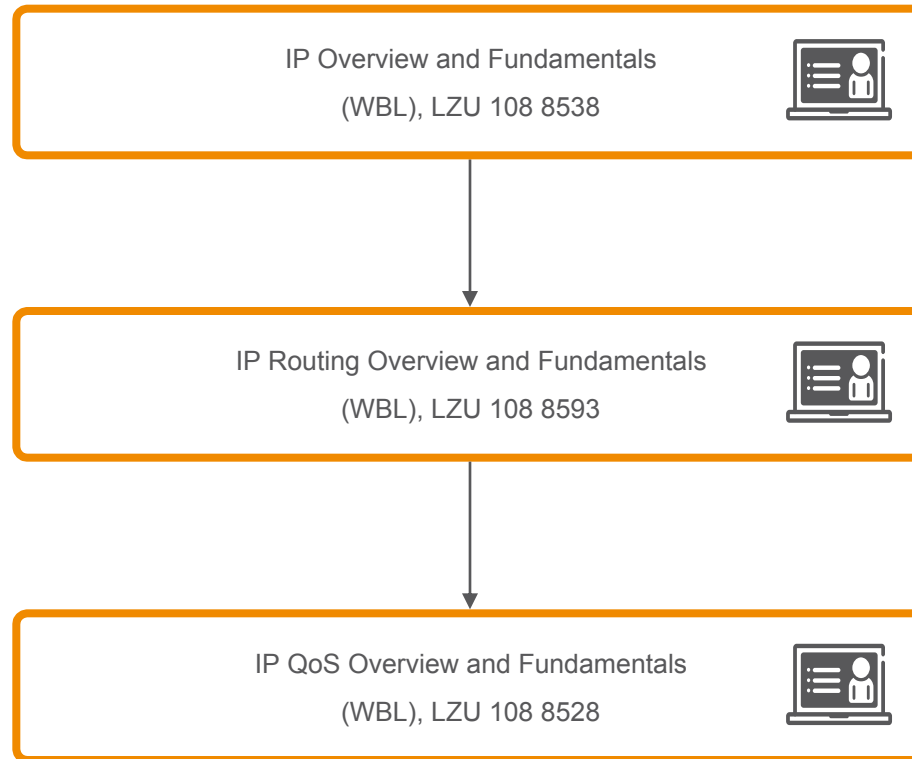 IP Overview and Fundamentals
(WBL), LZU 108 8538
IP Routing Overview and Fundamentals
(WBL), LZU 108 8593
IP QoS Overview and Fundamentals
(WBL), LZU 108 8528